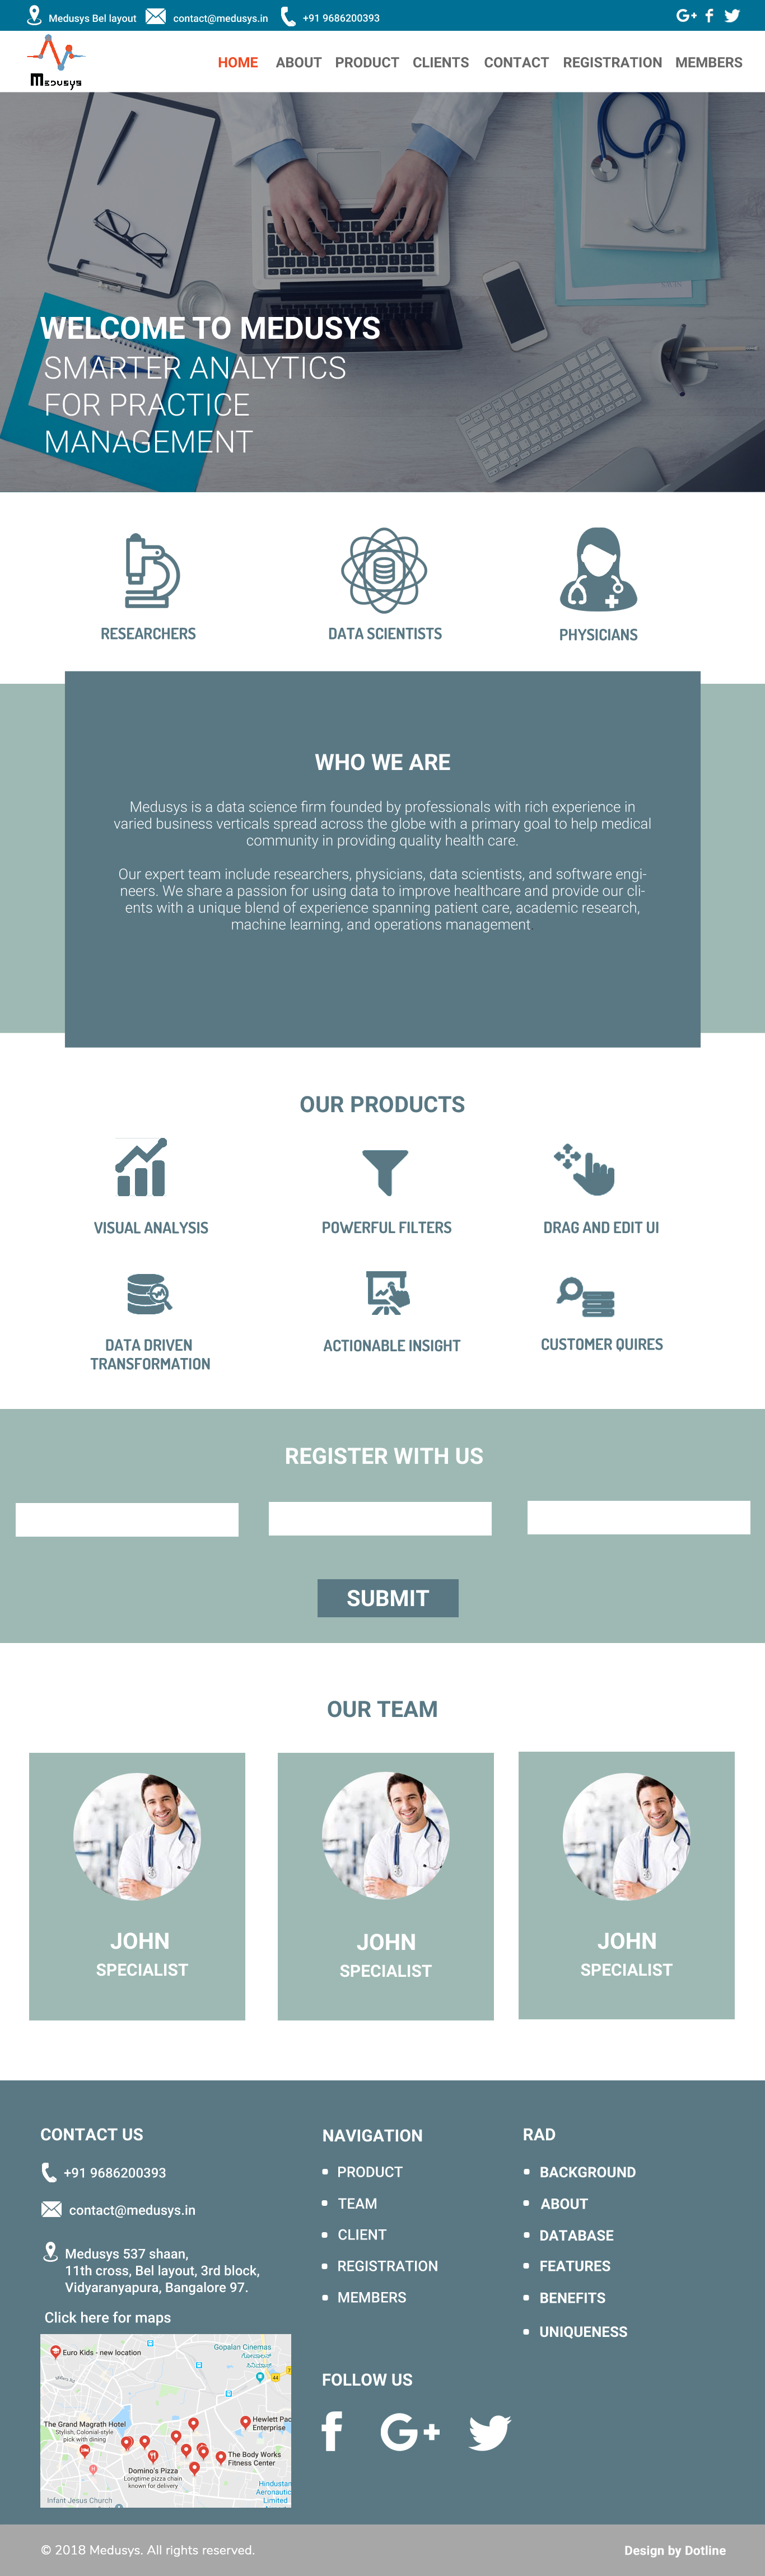 Medusys Bel layout contact@medusys.in +91 9686200393
G+
MEDUSYS
HOME ABOUT PRODUCT CLIENTS CONTACT REGISTRATION MEMBERS
WELCOME TO MEDUSYS
SMARTER ANALYTICS
FOR PRACTICE
MANAGEMENT
RESEARCHERS DATA SCIENTISTS PHYSICIANS
WHO WE ARE
Medusys is a data science firm founded by professionals with rich experience in
varied business verticals spread across the globe with a primary goal to help medical
community in providing quality health care.
Our expert team include researchers, physicians, data scientists, and software engi-
neers. We share a passion for using data to improve healthcare and provide our cli-
ents with a unique blend of experience spanning patient care, academic research,
machine learning, and operations management.
OUR PRODUCTS
VISUAL ANALYSIS POWERFUL FILTERS DRAG AND EDIT UI
DATA DRIVEN
TRANSFORMATION
ACTIONABLE INSIGHT
CUSTOMER QUIRES
REGISTER WITH US
SUBMIT
OUR TEAM
JOHN
SPECIALIST
JOHN
SPECIALIST
JOHN
SPECIALIST
CONTACT US
+91 9686200393
contact@medusys.in
Medusys 537 shaan,
11th cross, Bel layout, 3rd block,
Vidyaranyapura, Bangalore 97.
Click here for maps
Euro Kids - new location
Gopalan Cinemas
44
The Grand Magrath Hotel
Stylish, Colonial-style
pick with dining
Hewlett Pac
Enterprise
The Body Works
Fitness Center
Domino's Pizza
Longtime pizza chain
known for delivery
Hindustan
Aeronautic
Limited
Infant Jesus Church
NAVIGATION
PRODUCT
TEAM
CLIENT
REGISTRATION
MEMBERS
FOLLOW US
f G+
RAD
BACKGROUND
ABOUT
DATABASE
FEATURES
BENEFITS
UNIQUENESS
© 2018 Medusys. All rights reserved.
Design by Dotline